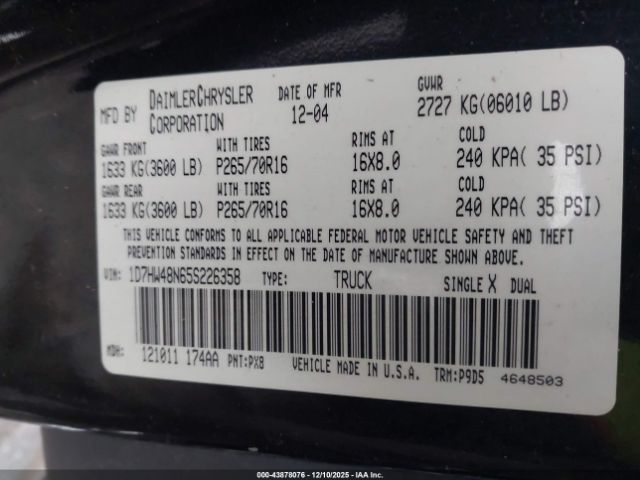 MFD BY DAIMLERCHRYSLER CORPORATION DATE OF MFR 12-04 GVWR 2727 KG(06010 LB)
GAWR FRONT WITH TIRES RIMS AT COLD
1633 KG(3600 LB) P265/70R16 16X8.0 240 KPA( 35 PSI)
GAWR REAR WITH TIRES RIMS AT COLD
1633 KG(3600 LB) P265/70R16 16X8.0 240 KPA( 35 PSI)
THIS VEHICLE CONFORMS TO ALL APPLICABLE FEDERAL MOTOR VEHICLE SAFETY AND THEFT
PREVENTION STANDARDS IN EFFECT ON THE DATE OF MANUFACTURE SHOWN ABOVE.
VIN: 1D7HW48N65S226358 TYPE: TRUCK SINGLE X DUAL
MDH: 121011 174AA PNT:PX8 VEHICLE MADE IN U.S.A. TRM:P9D5 4648503
000-43878076 - 12/10/2025 - IAA Inc.